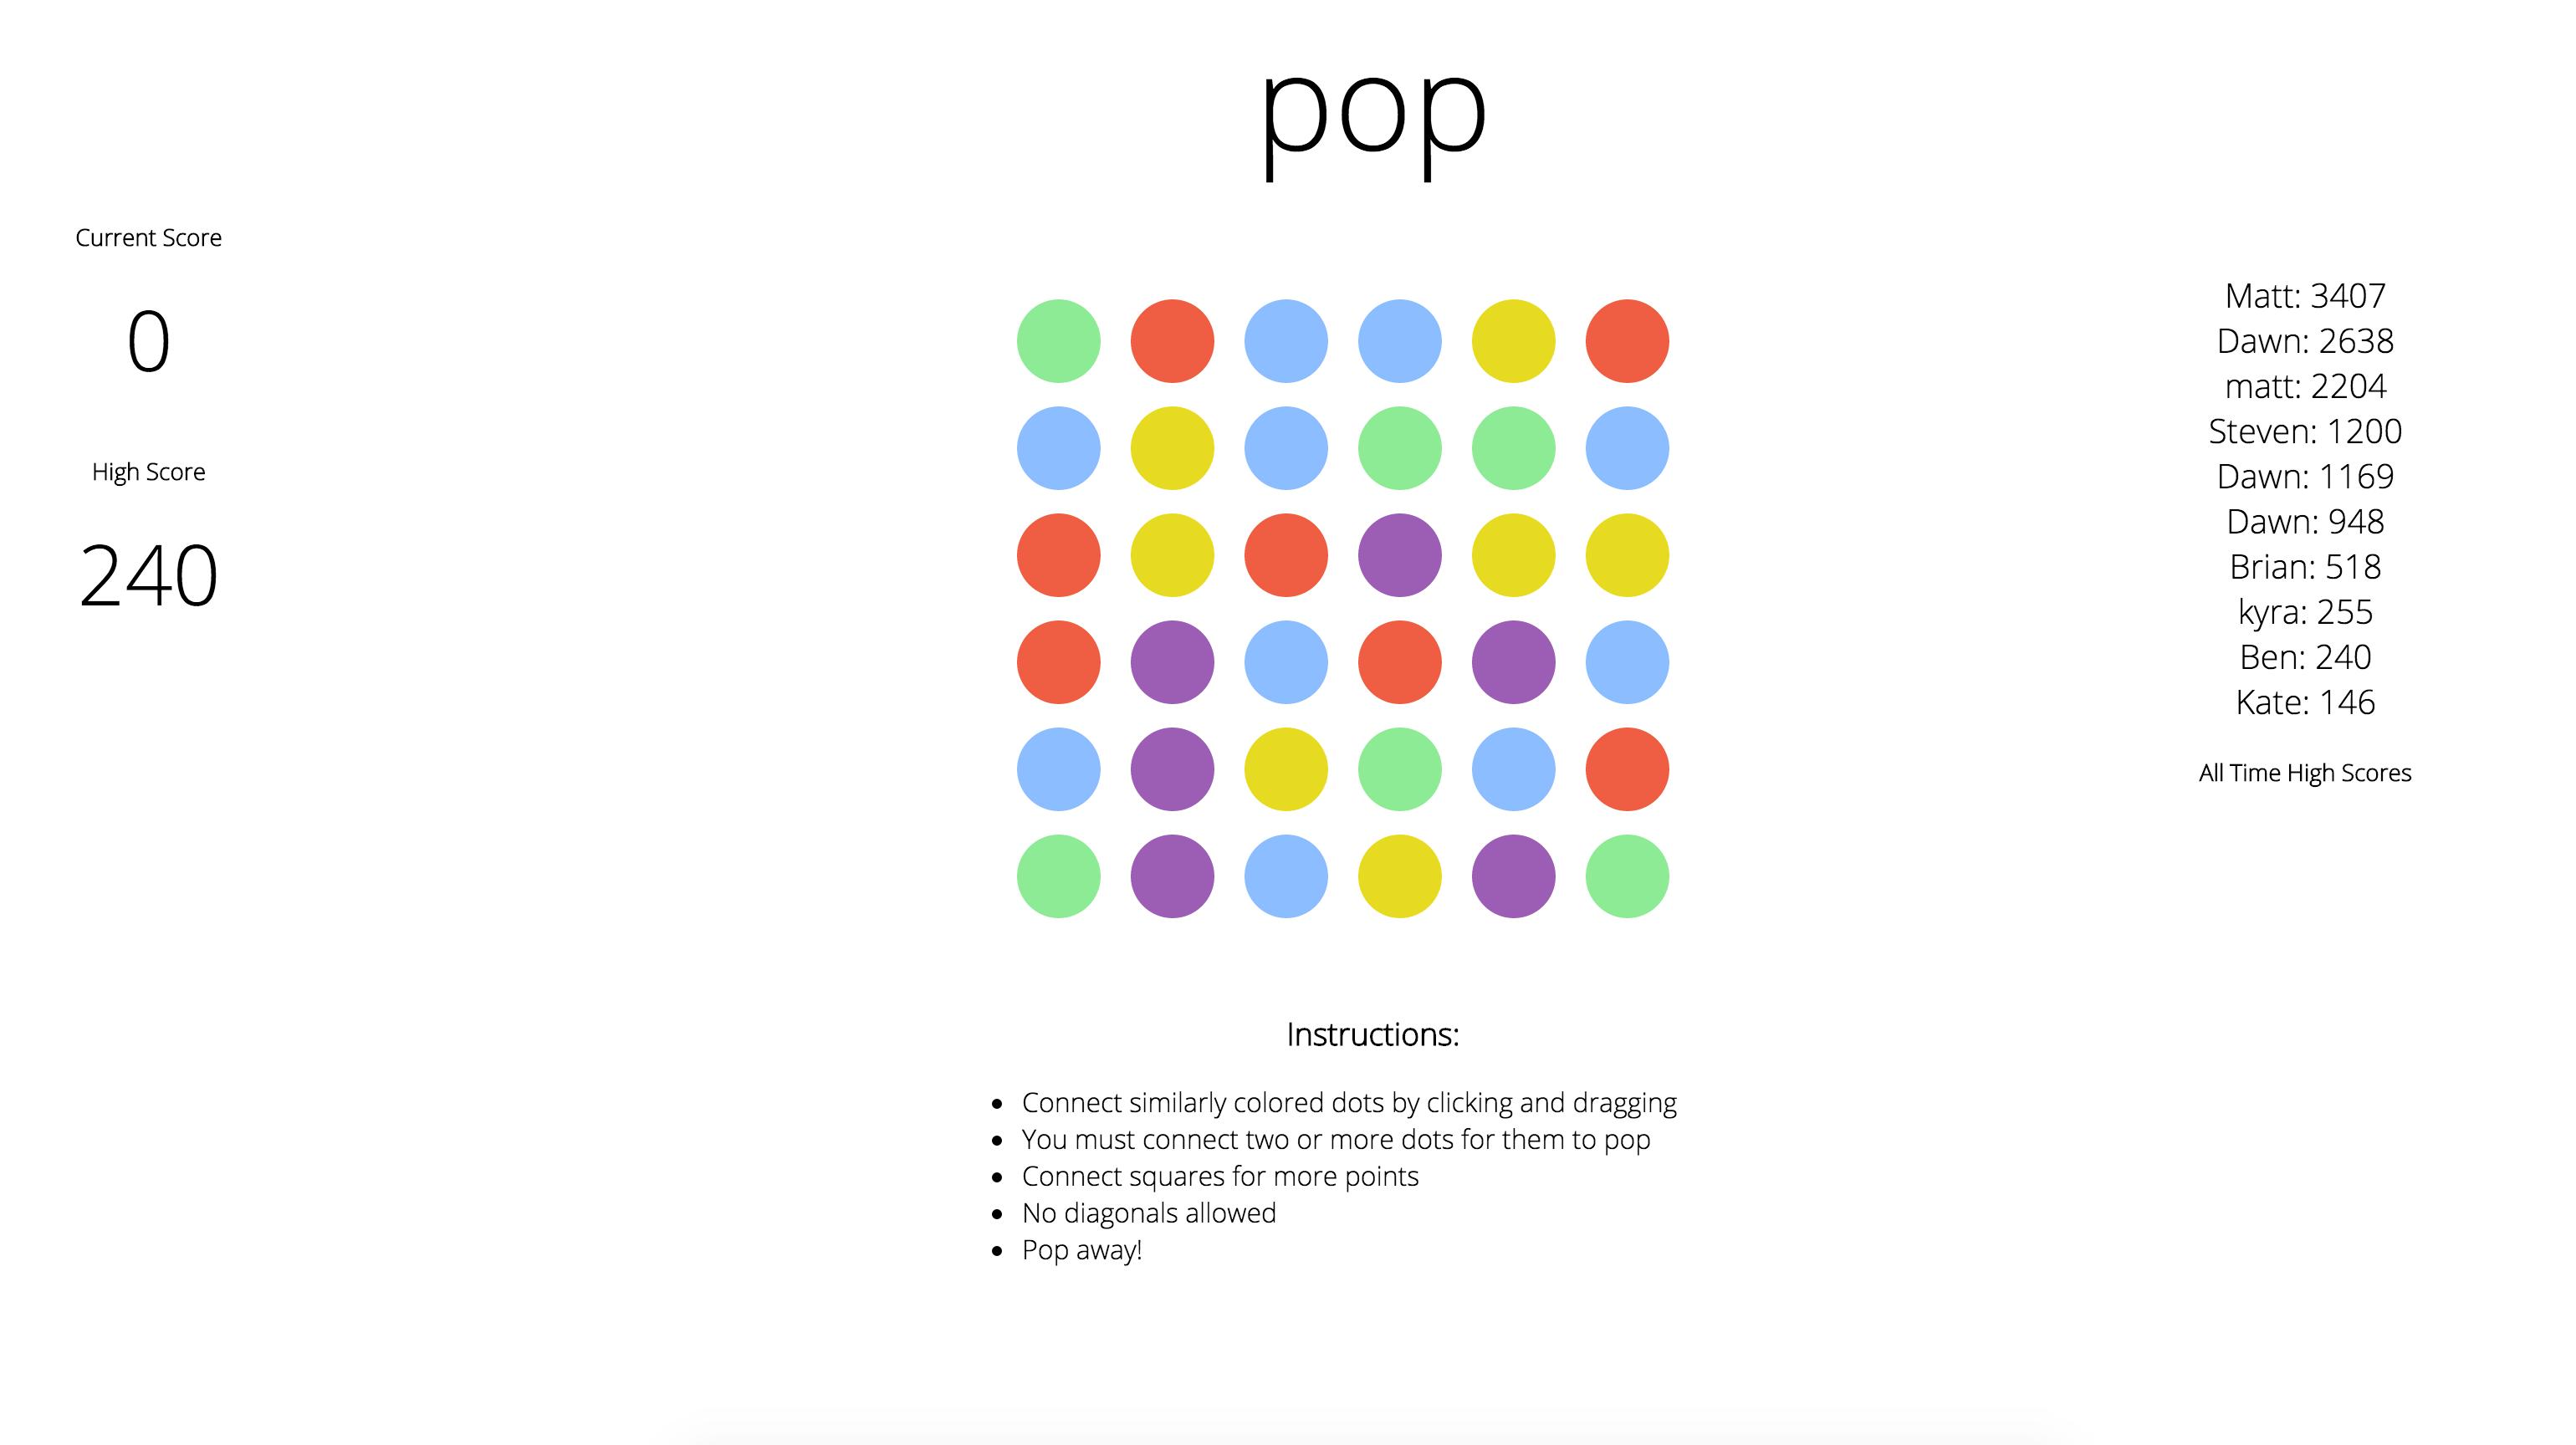 pop
Current Score
0
High Score
240
Matt: 3407
Dawn: 2638
matt: 2204
Steven: 1200
Dawn: 1169
Dawn: 948
Brian: 518
kyra: 255
Ben: 240
Kate: 146
All Time High Scores
Instructions:
Connect similarly colored dots by clicking and dragging
You must connect two or more dots for them to pop
Connect squares for more points
No diagonals allowed
Pop away!